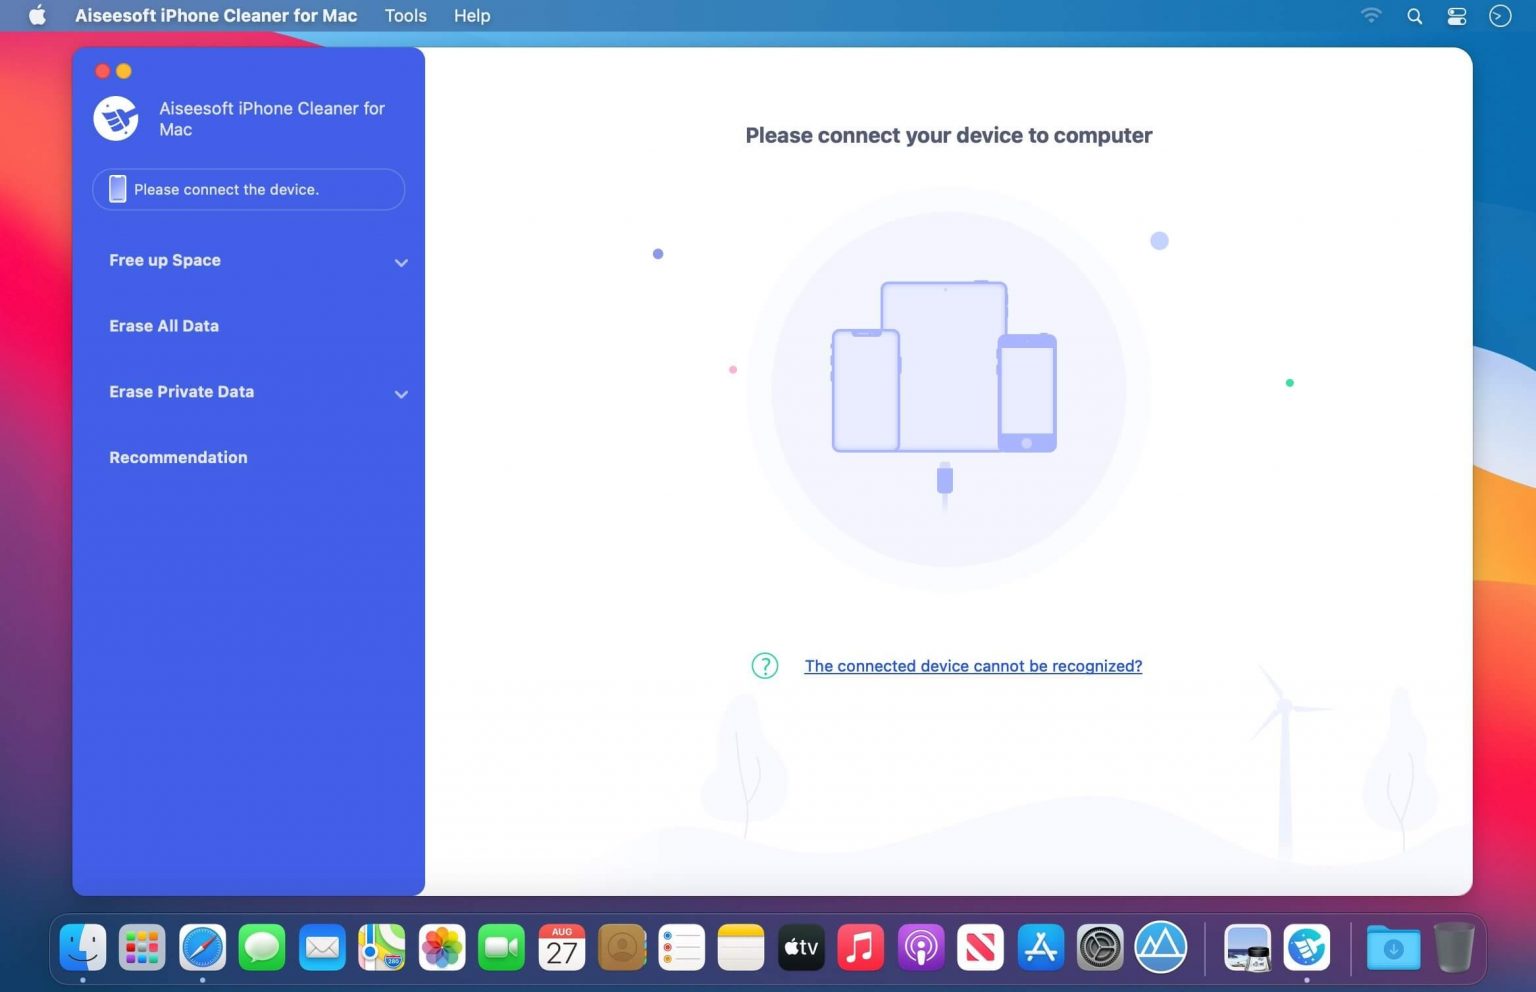 Aiseesoft iPhone Cleaner for Mac Tools Help
Aiseesoft iPhone Cleaner for
Mac
Please connect the device.
Free up Space
Erase All Data
Erase Private Data
Recommendation
Please connect your device to computer
? The connected device cannot be recognized?
280
AUG
27
tv